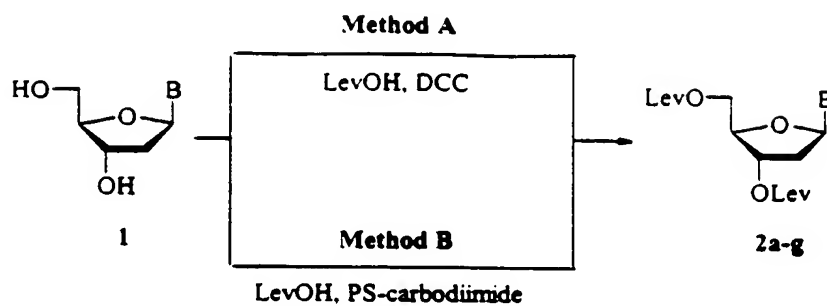 Method A
LevOH, DCC
HO
B
O
OH
1
LevO
O
OLev
2a-g
Method B
LevOH, PS-carbodiimide